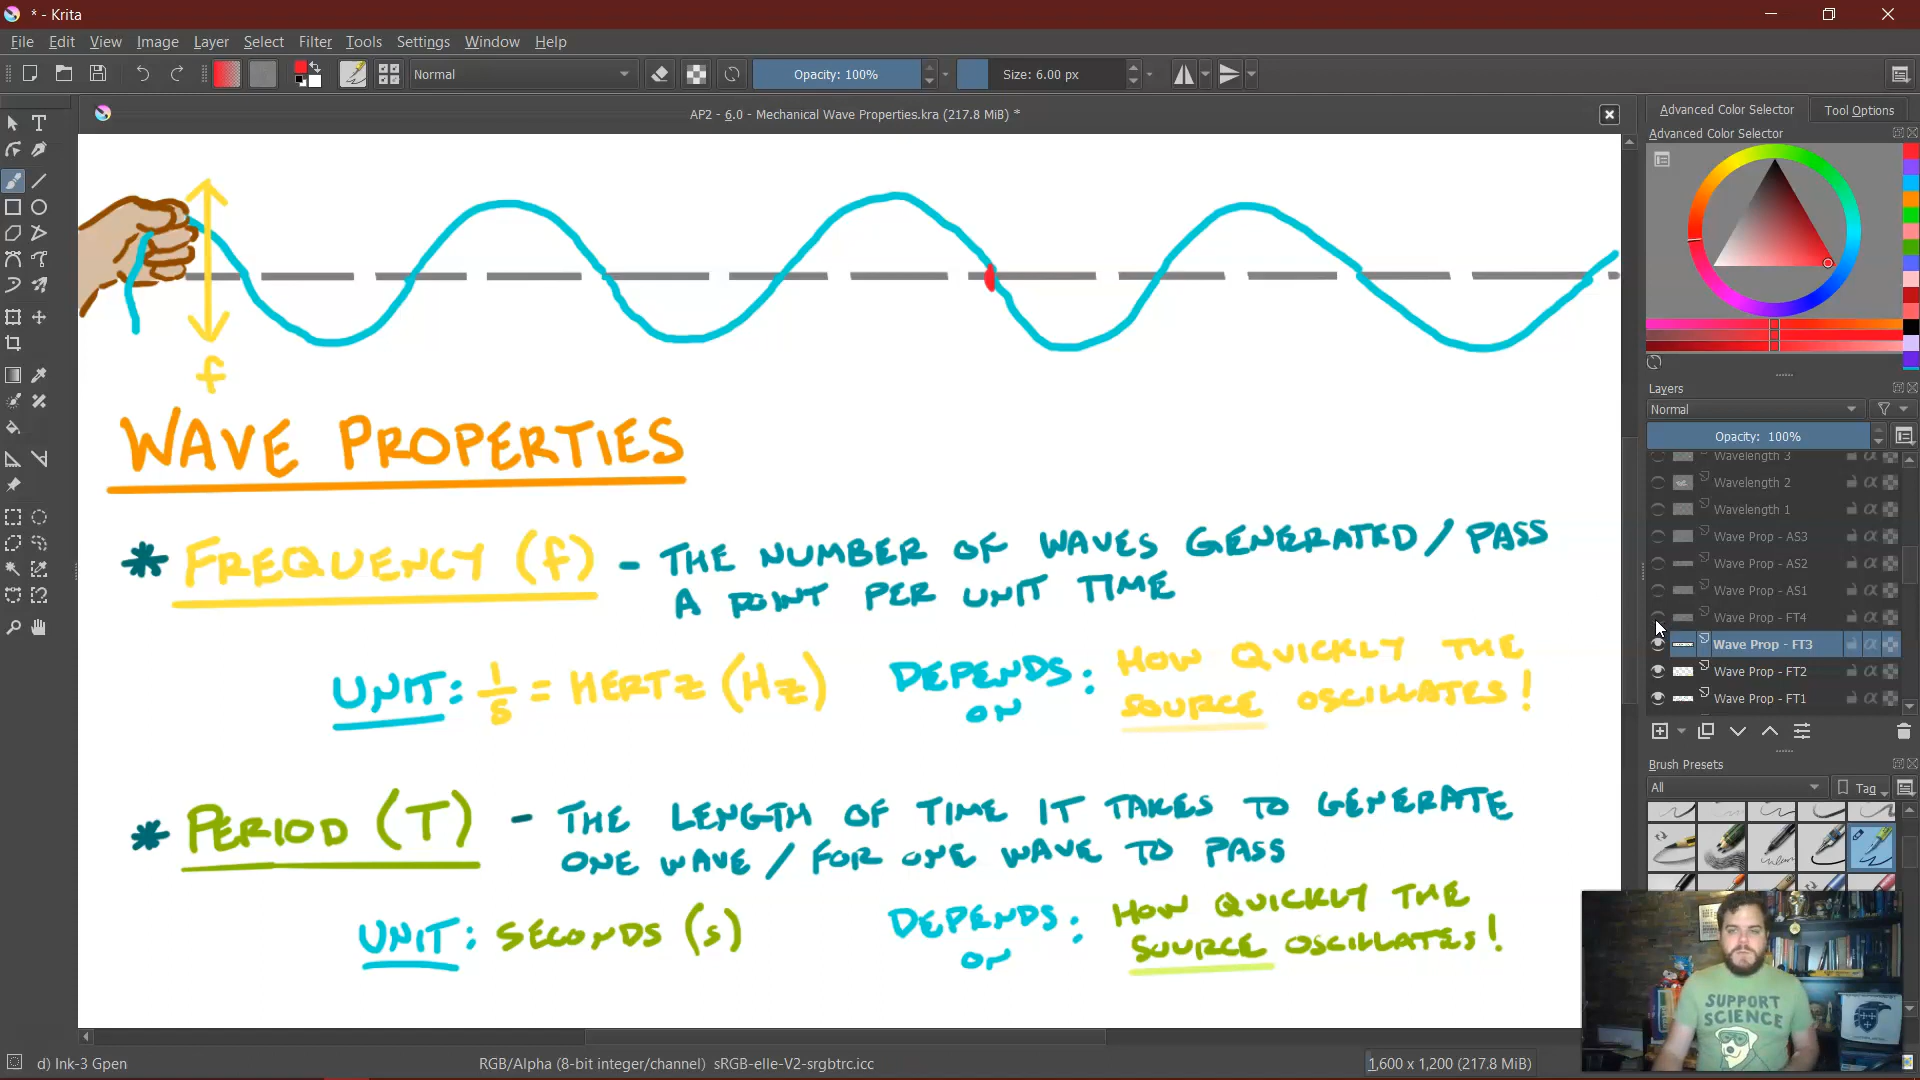 * - Krita
File Edit View Image Layer Select Filter Tools Settings Window Help
Normal Opacity: 100% Size: 6.00 px
AP2 - 6.0 - Mechanical Wave Properties.kra (217.8 MiB) *
Advanced Color Selector Tool Options
Advanced Color Selector
f
WAVE PROPERTIES
* FREQUENCY (f) - THE NUMBER OF WAVES GENERATED / PASS
A POINT PER UNIT TIME
UNIT: 1/s = HERTZ (Hz)
DEPENDS ON: HOW QUICKLY THE
SOURCE OSCILLATES!
* PERIOD (T) - THE LENGTH OF TIME IT TAKES TO GENERATE
ONE WAVE / FOR ONE WAVE TO PASS
UNIT: SECONDS (s)
DEPENDS ON: HOW QUICKLY THE
SOURCE OSCILLATES!
Layers
Normal
Opacity: 100%
Wavelength 3
Wavelength 2
Wavelength 1
Wave Prop - AS3
Wave Prop - AS2
Wave Prop - AS1
Wave Prop - FT4
Wave Prop - FT3
Wave Prop - FT2
Wave Prop - FT1
Brush Presets
All Tag
SUPPORT
SCIENCE
d) Ink-3 Gpen
RGB/Alpha (8-bit integer/channel) sRGB-elle-V2-srgbtrc.icc
1,600 x 1,200 (217.8 MiB)